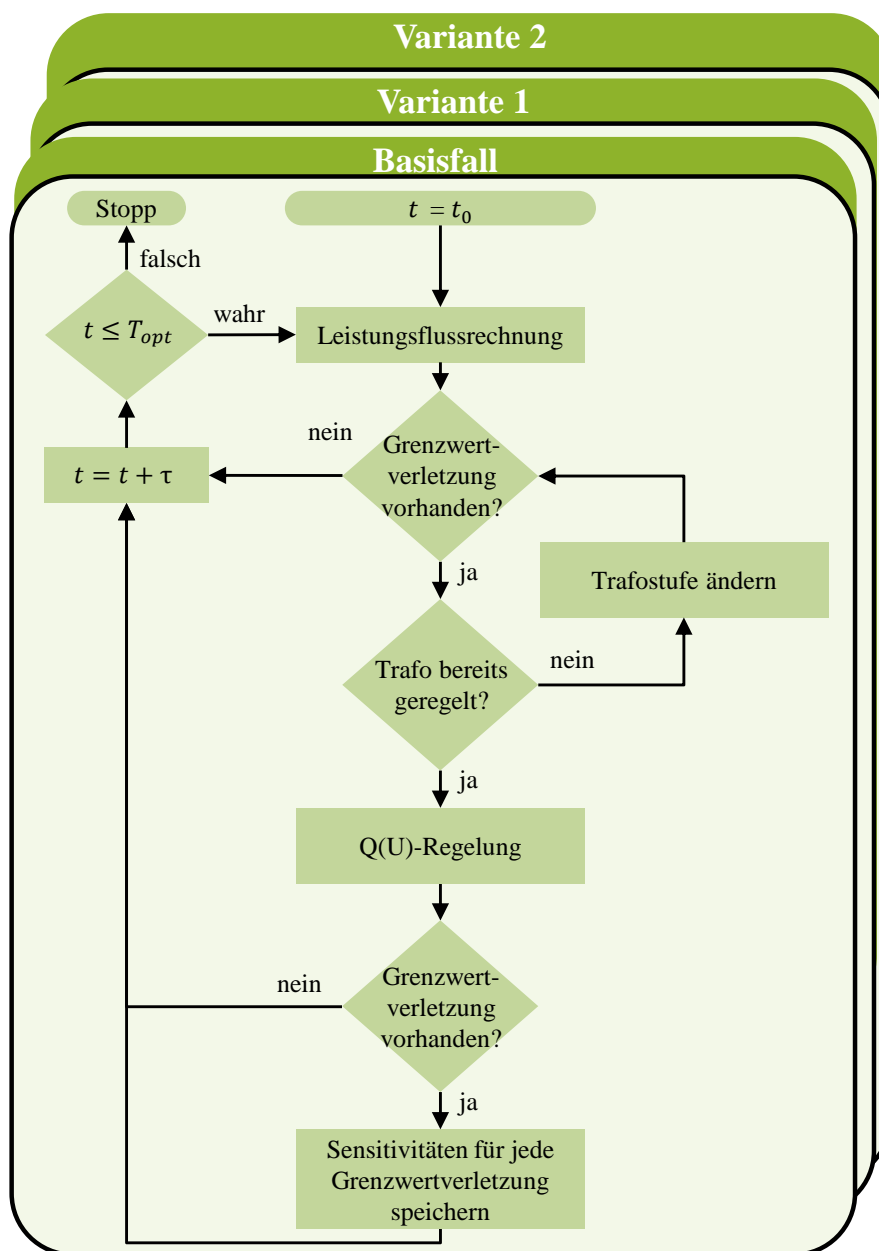 Variante 2
Variante 1
Basisfall
Stopp
t = t₀
falsch
t ≤ T_opt
wahr
Leistungsflussrechnung
nein
Grenzwert-
verletzung
vorhanden?
t = t + τ
ja
Trafostufe ändern
Trafo bereits
geregelt?
nein
ja
Q(U)-Regelung
nein
Grenzwert-
verletzung
vorhanden?
ja
Sensitivitäten für jede
Grenzwertverletzung
speichern